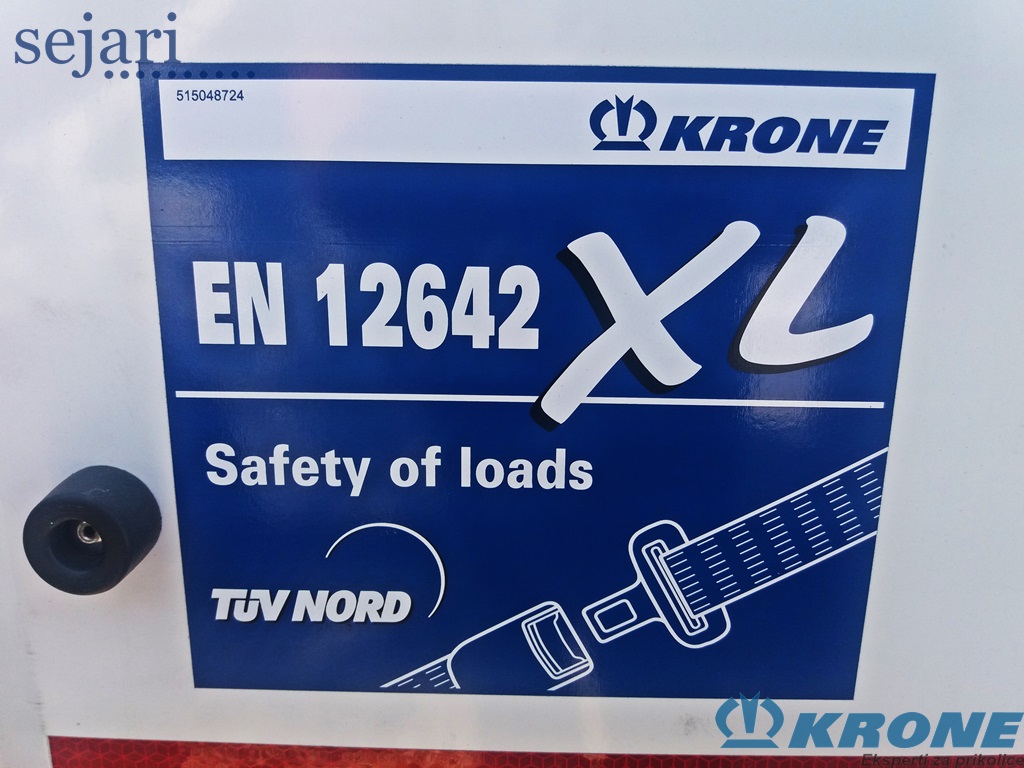 sejari
515048724
KRONE
EN 12642 XL
Safety of loads
TÜV NORD
KRONE
Eksperti za prikolice